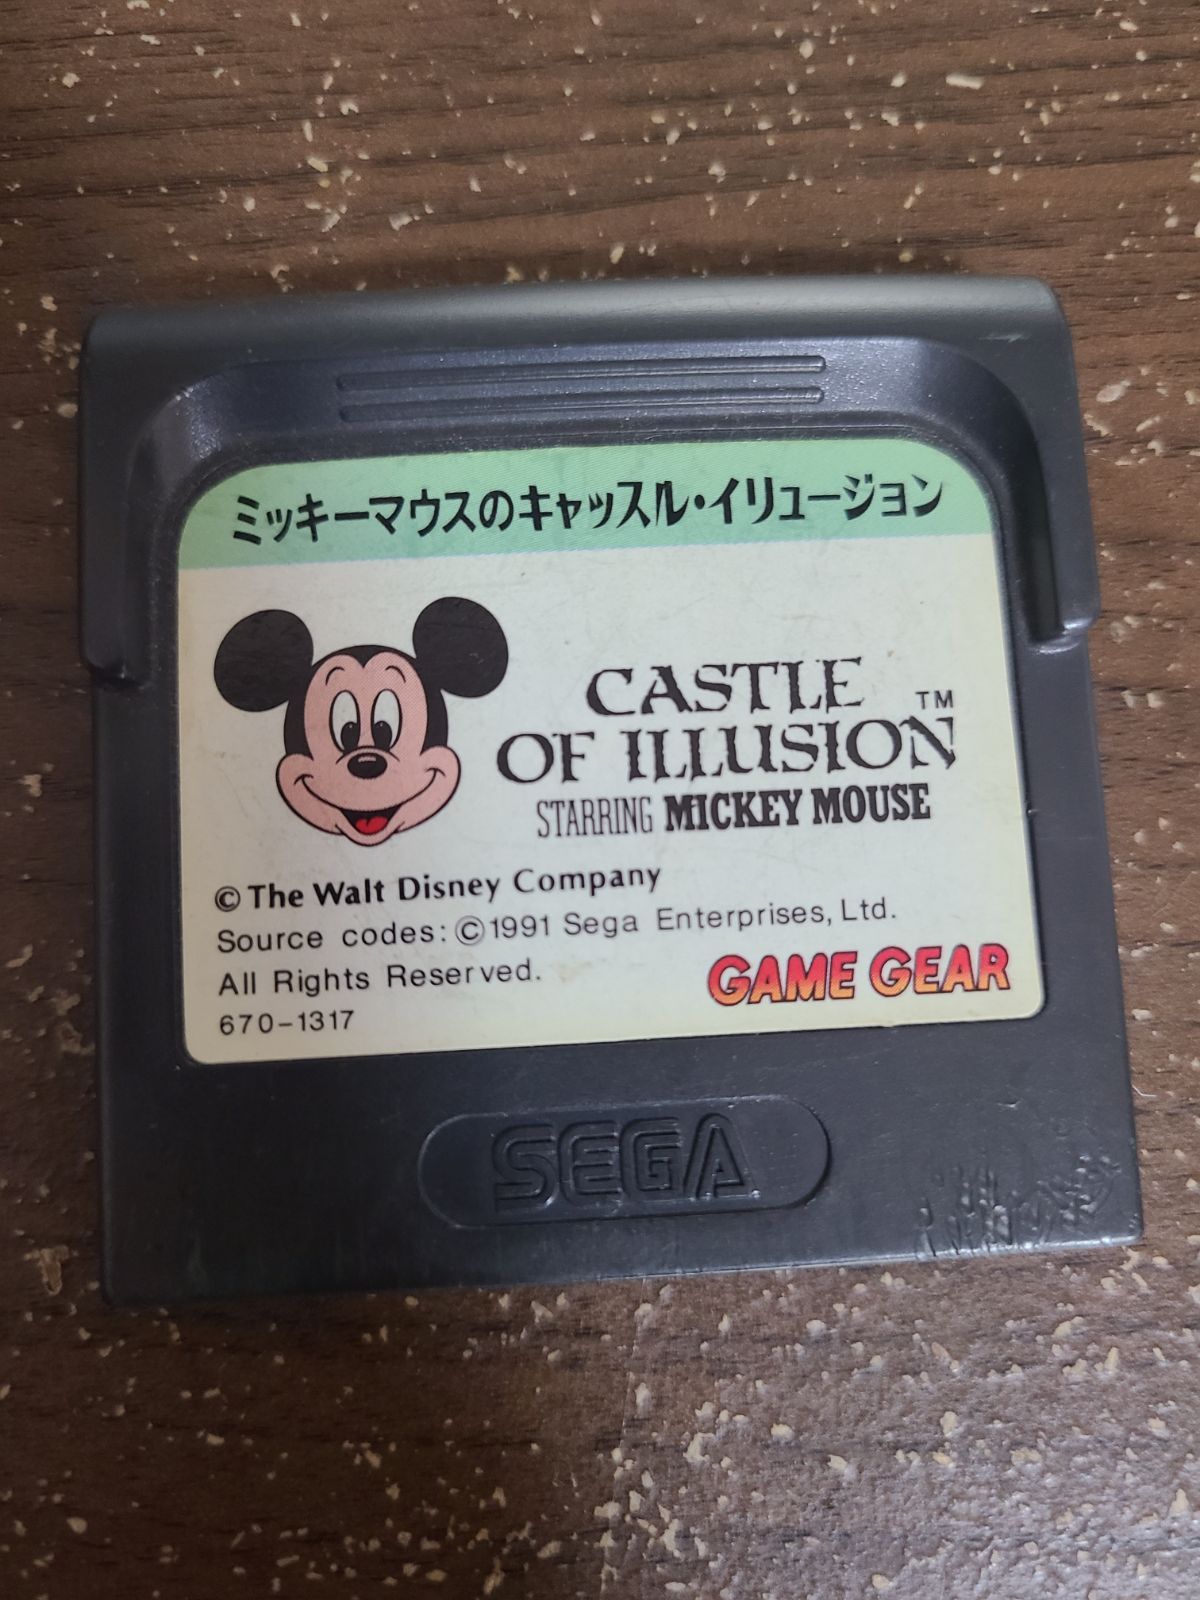 ミッキーマウスのキャッスル・イリュージョン
CASTLE
OF ILLUSION™
STARRING MICKEY MOUSE
© The Walt Disney Company
Source codes: ©1991 Sega Enterprises, Ltd.
All Rights Reserved.
GAME GEAR
670-1317
SEGA